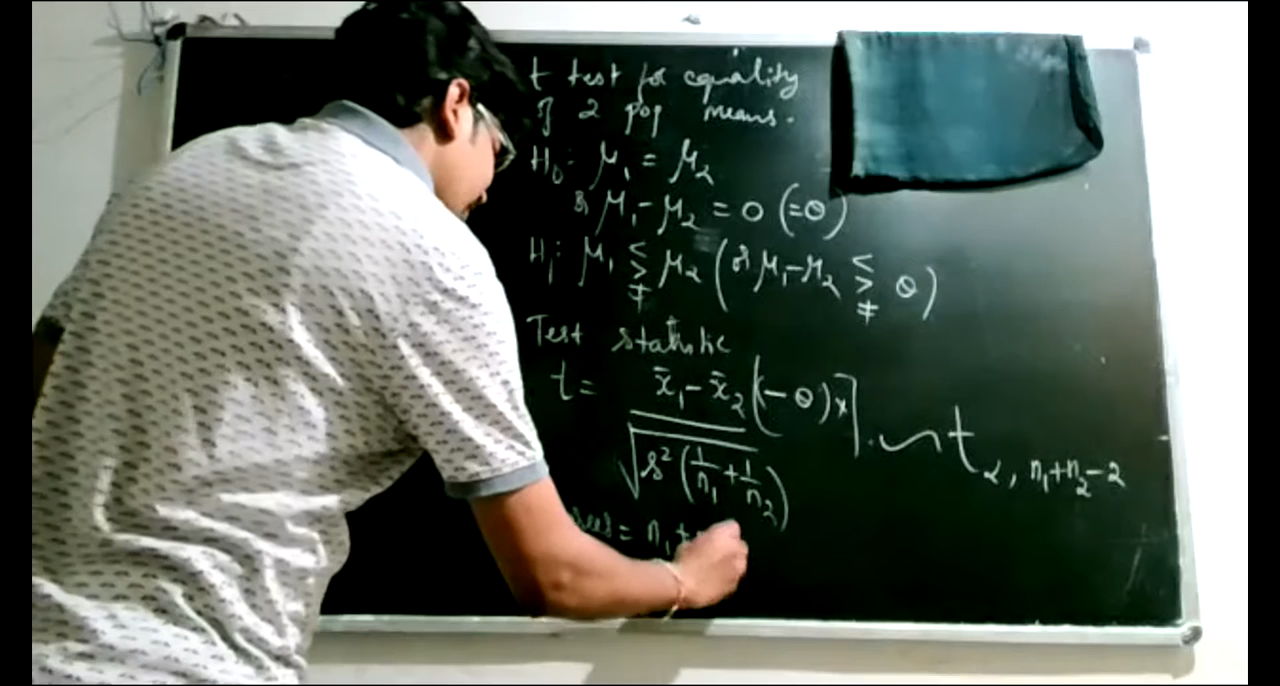 t test for equality
of 2 pop means.
H₀: μ₁ = μ₂
or μ₁ - μ₂ = 0 (=θ)
H₁: μ₁ < > ≠ μ₂ (or μ₁ - μ₂ < > ≠ θ)
Test statistic
t = x̄₁ - x̄₂ [(- θ)*] / √(s² (1/n₁ + 1/n₂)) ~ t α, n₁+n₂-2
= n₁ +